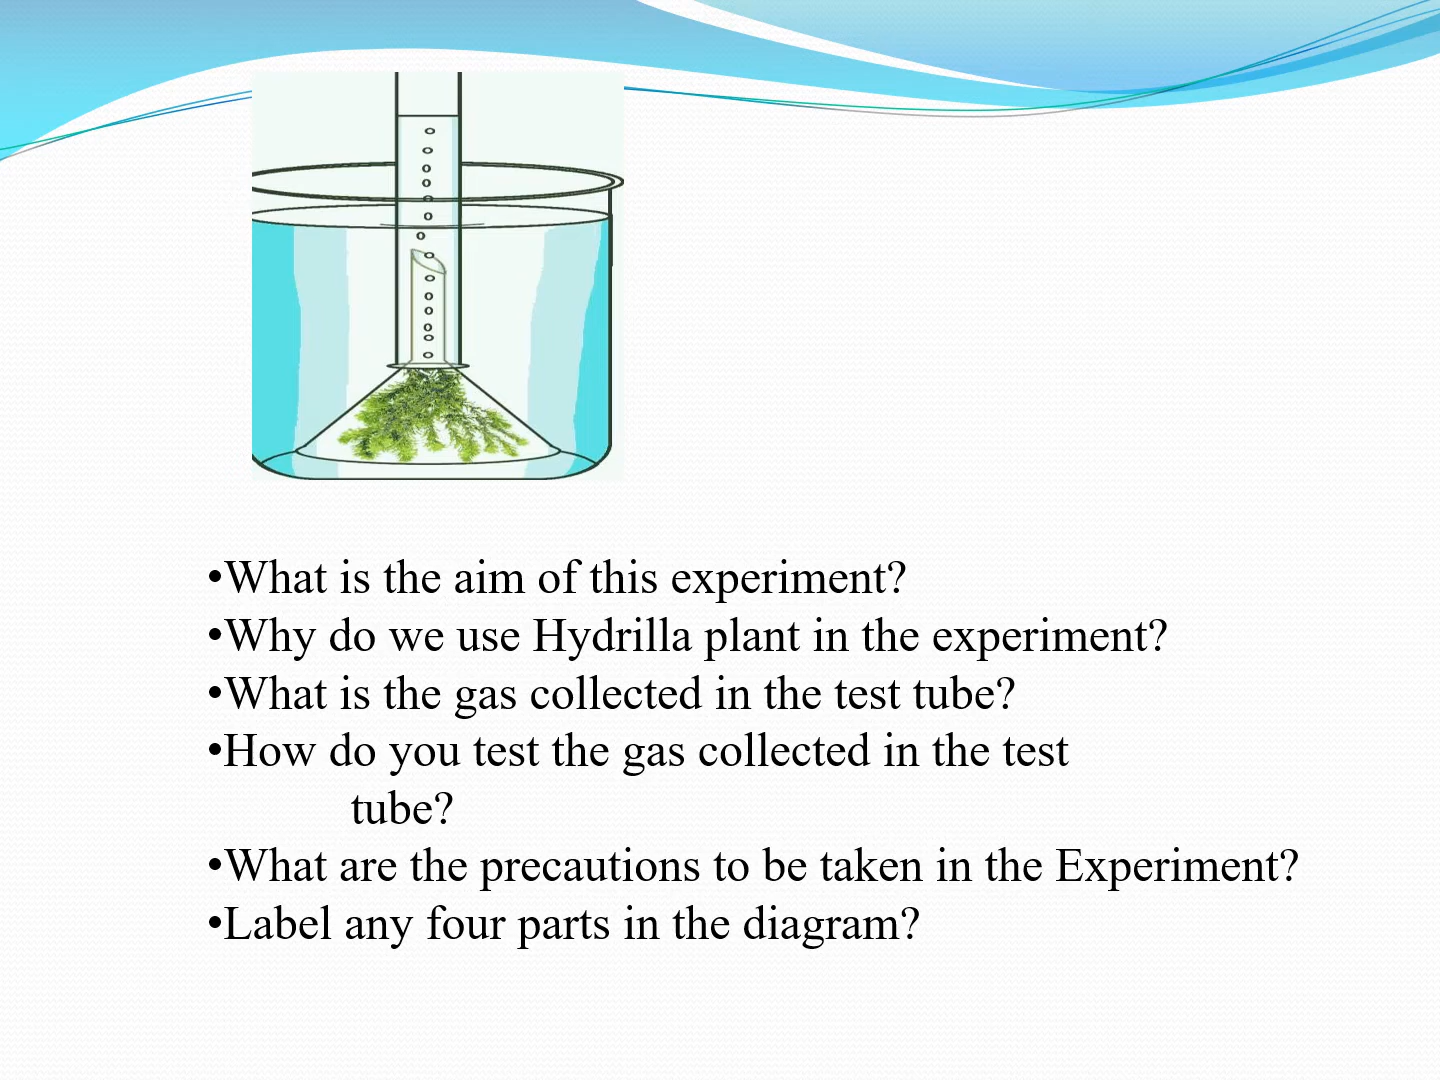 •What is the aim of this experiment?
•Why do we use Hydrilla plant in the experiment?
•What is the gas collected in the test tube?
•How do you test the gas collected in the test
tube?
•What are the precautions to be taken in the Experiment?
•Label any four parts in the diagram?